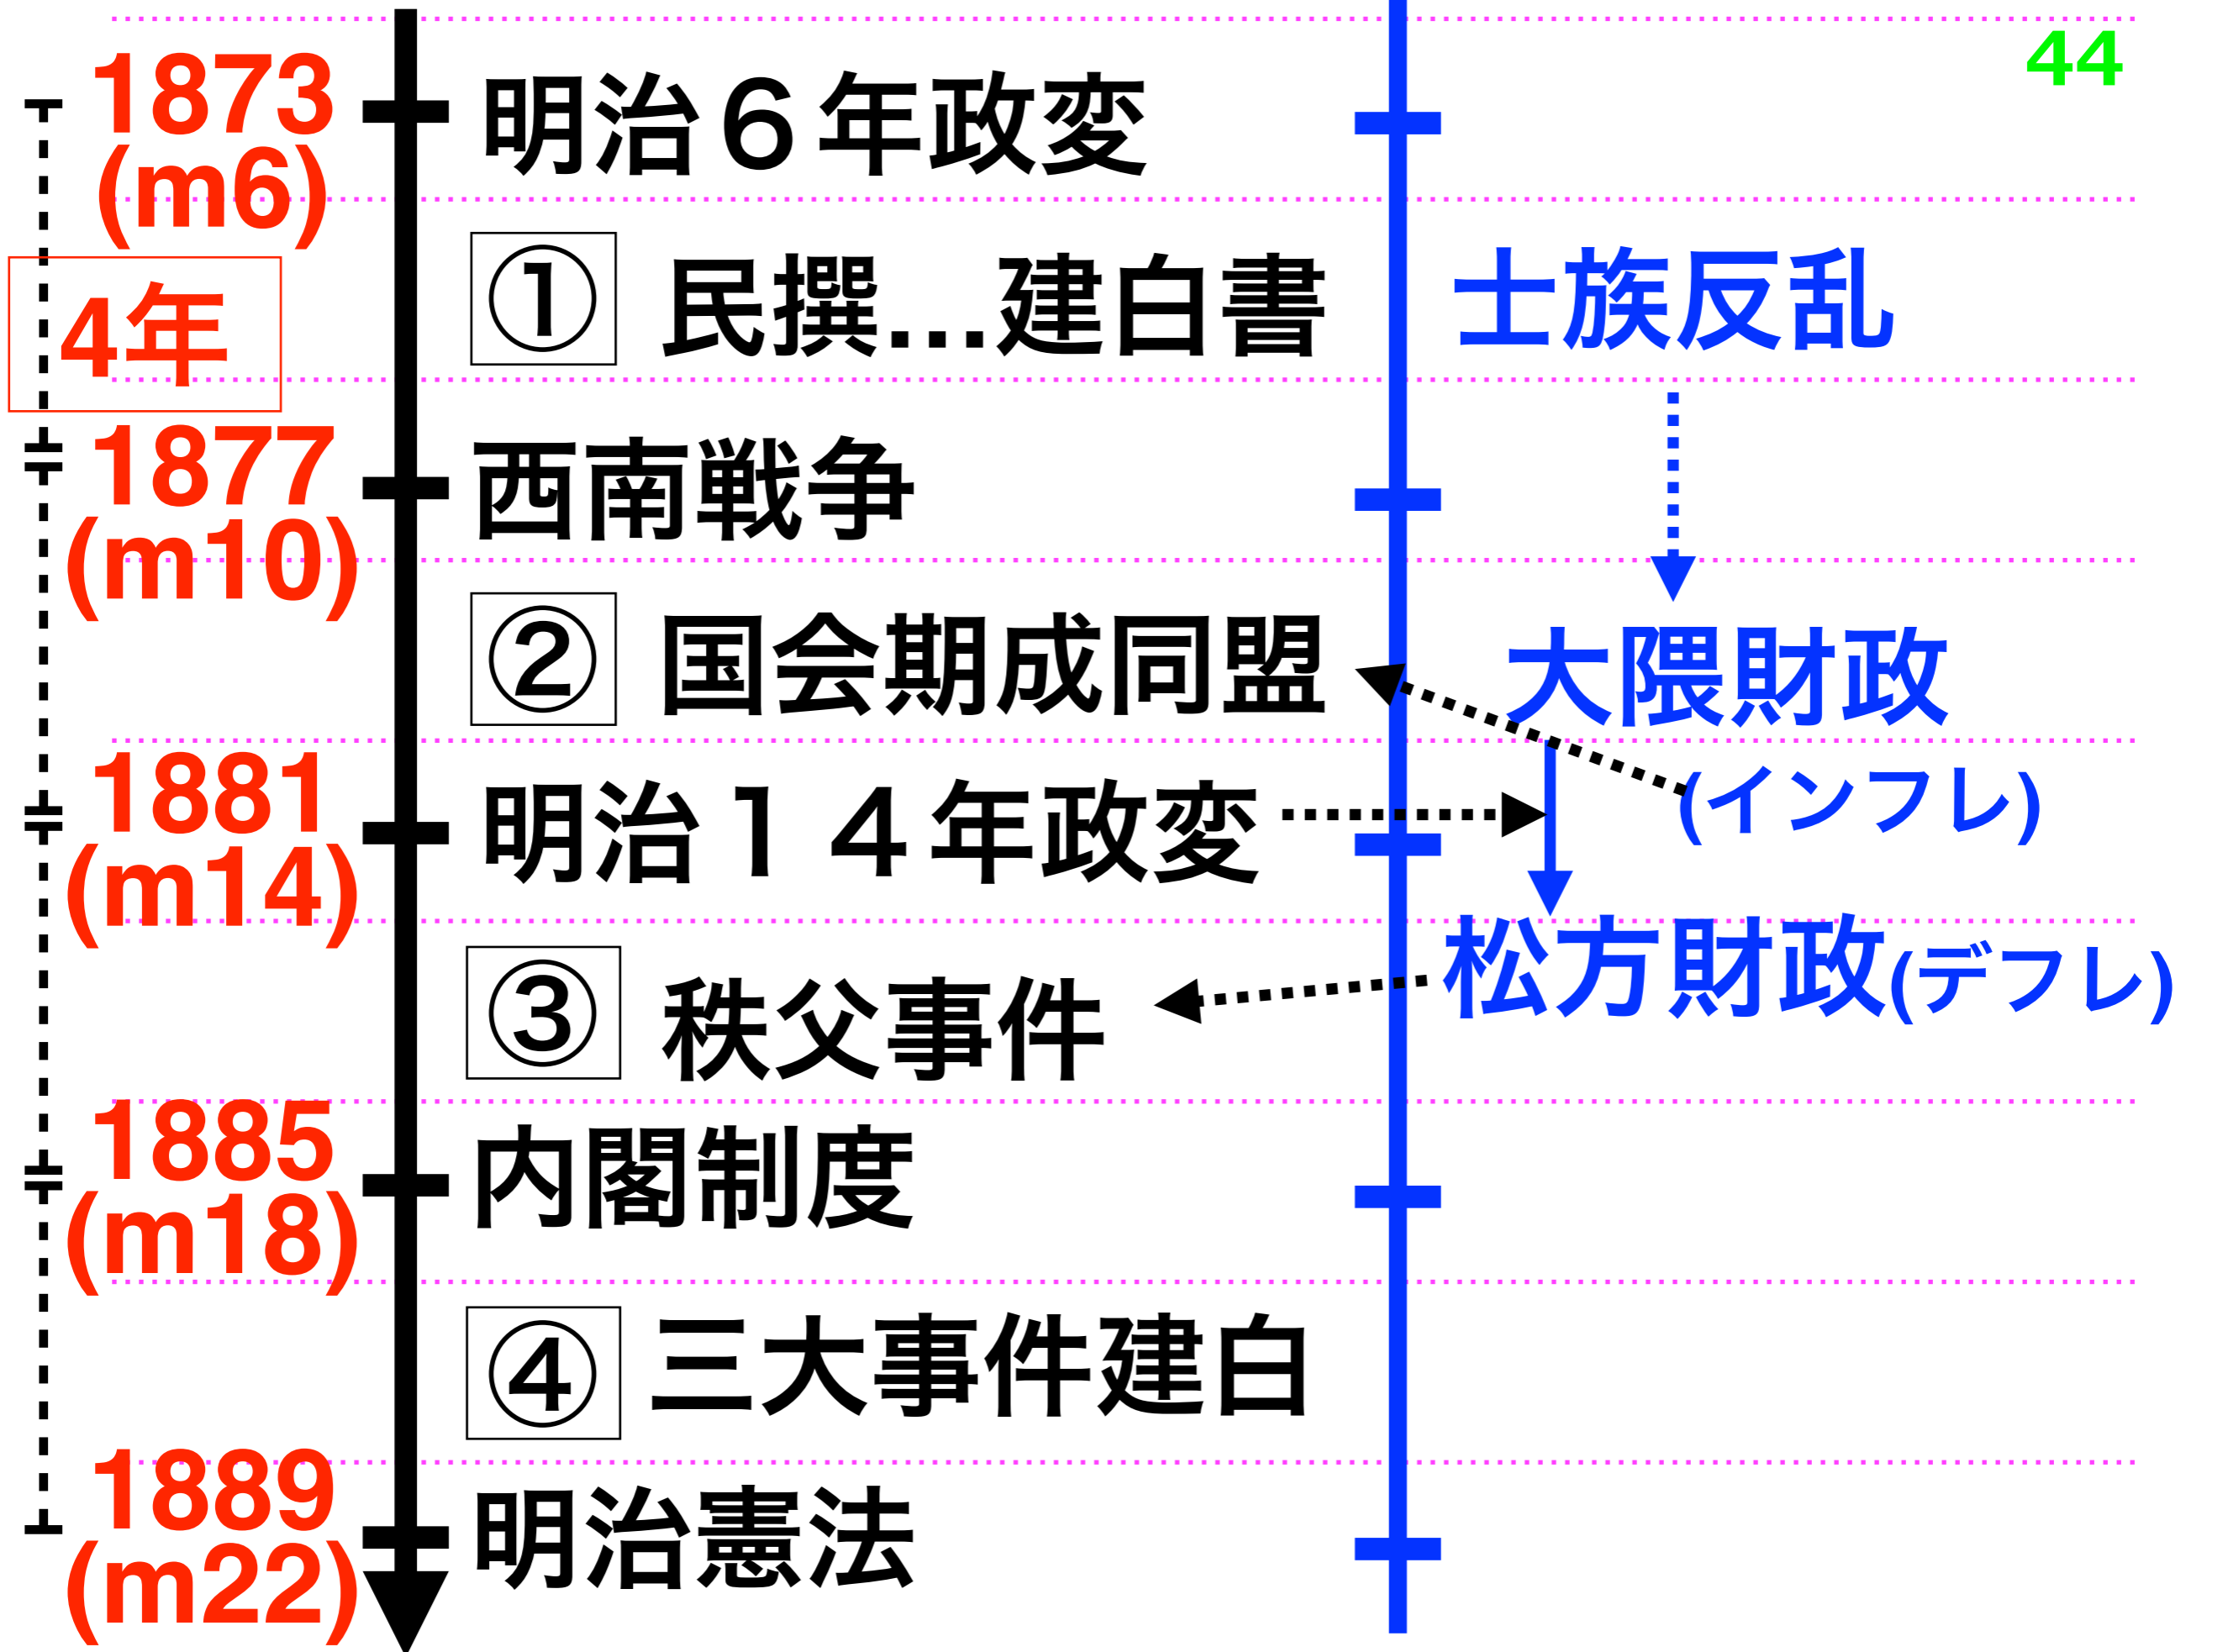 44
1873
(m6)
明治６年政変
① 民撰…建白書
士族反乱
4年
1877
(m10)
西南戦争
② 国会期成同盟
大隈財政
(インフレ)
1881
(m14)
明治１４年政変
松方財政(デフレ)
③ 秩父事件
1885
(m18)
内閣制度
④ 三大事件建白
1889
(m22)
明治憲法